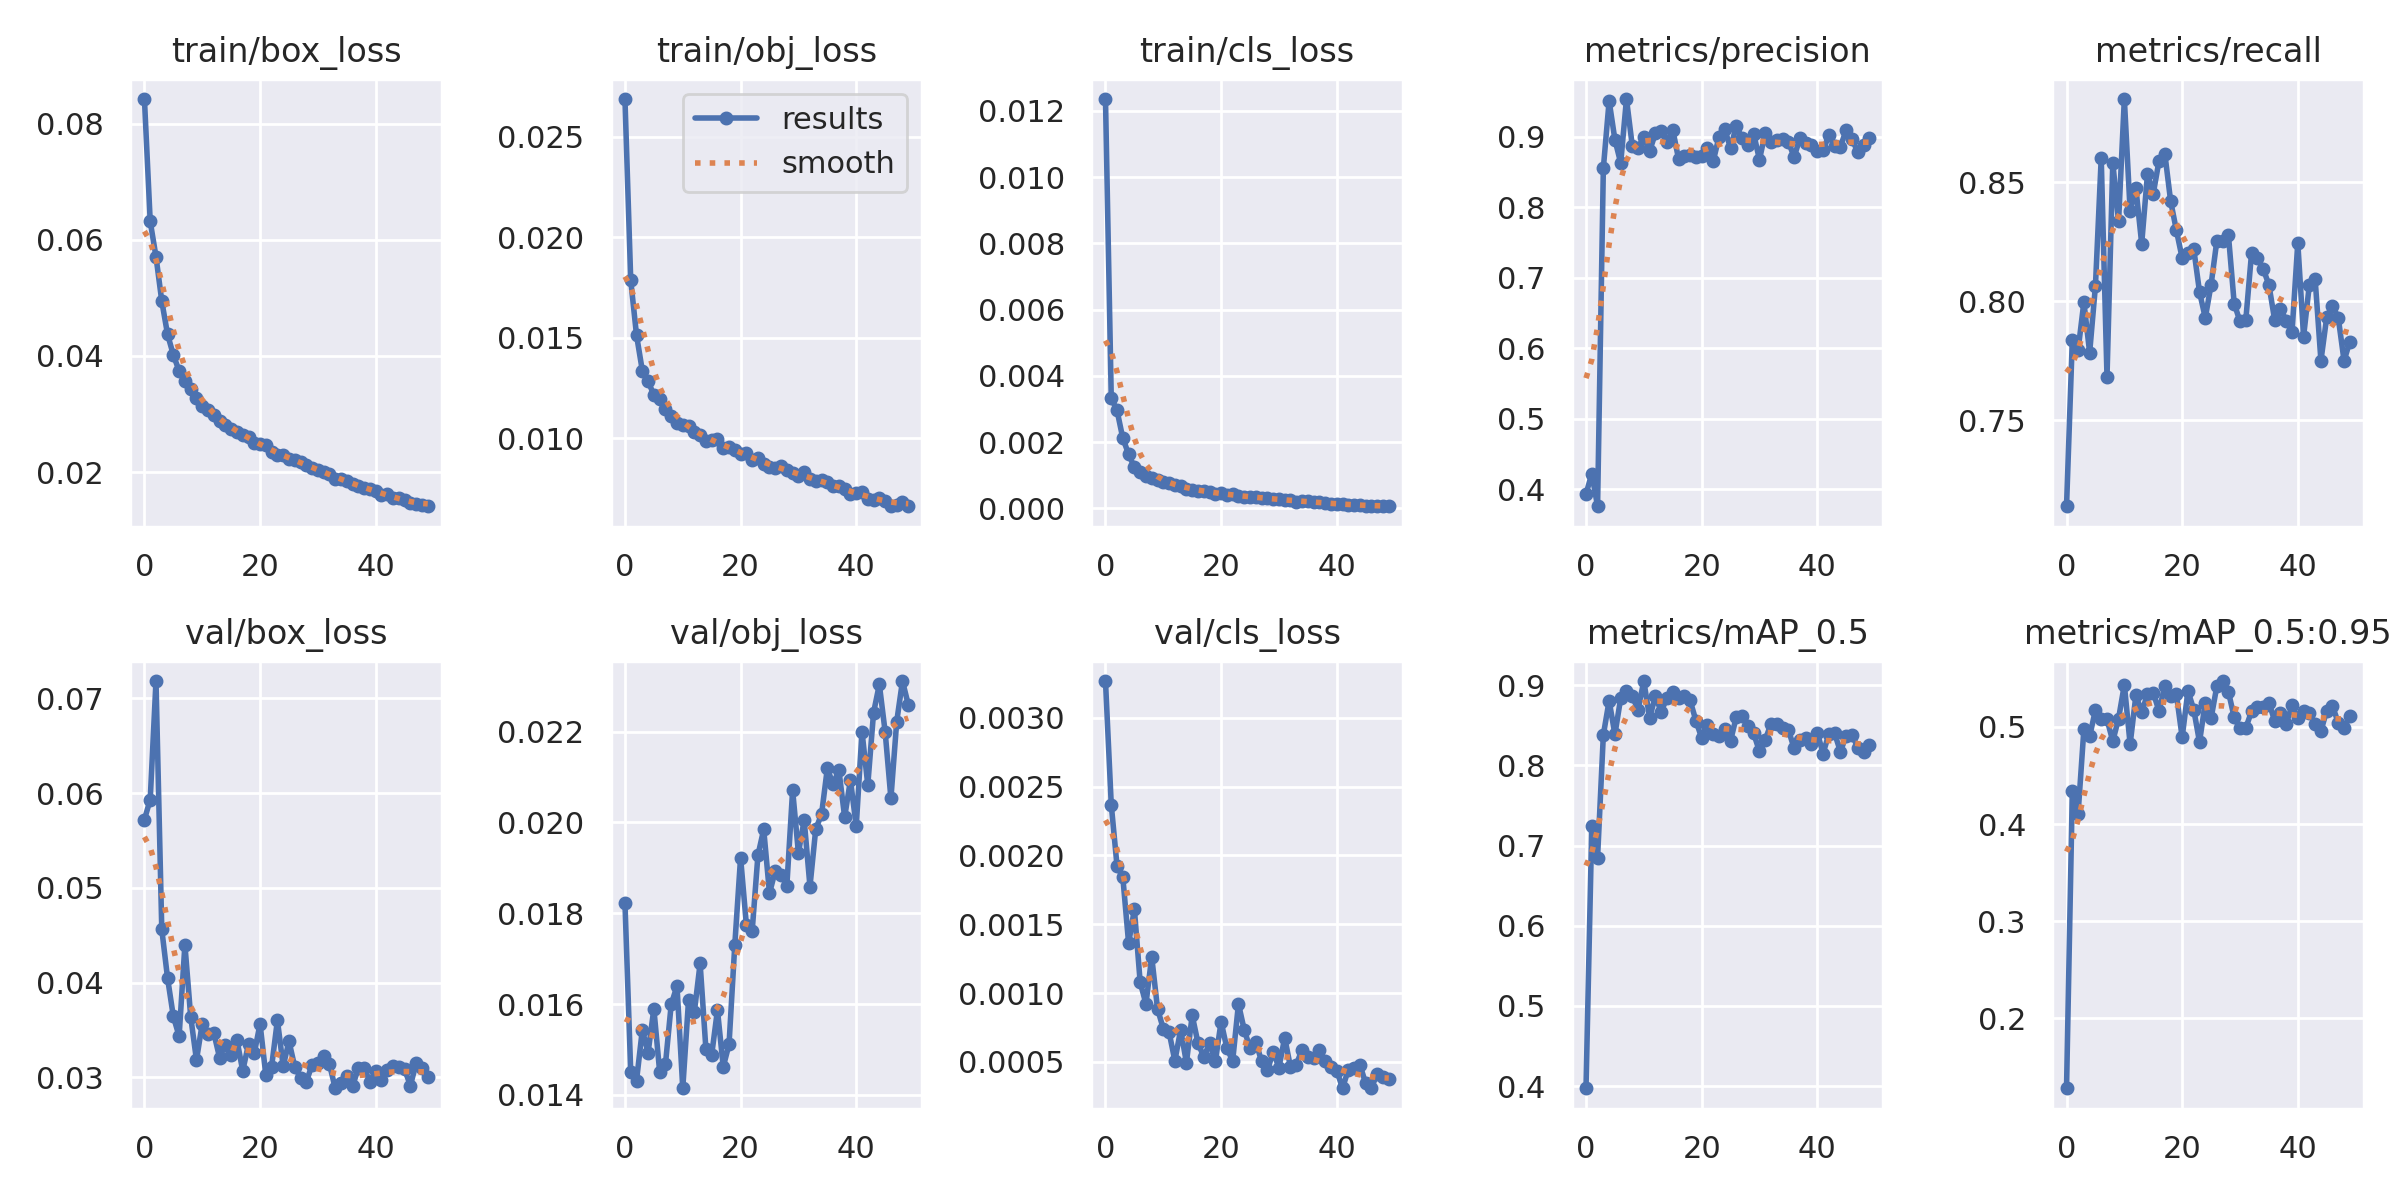 train/box_loss
0.08
0.06
0.04
0.02
0 20 40
train/obj_loss
results
smooth
0.025
0.020
0.015
0.010
0 20 40
train/cls_loss
0.012
0.010
0.008
0.006
0.004
0.002
0.000
0 20 40
metrics/precision
0.9
0.8
0.7
0.6
0.5
0.4
0 20 40
metrics/recall
0.85
0.80
0.75
0 20 40
val/box_loss
0.07
0.06
0.05
0.04
0.03
0 20 40
val/obj_loss
0.022
0.020
0.018
0.016
0.014
0 20 40
val/cls_loss
0.0030
0.0025
0.0020
0.0015
0.0010
0.0005
0 20 40
metrics/mAP_0.5
0.9
0.8
0.7
0.6
0.5
0.4
0 20 40
metrics/mAP_0.5:0.95
0.5
0.4
0.3
0.2
0 20 40